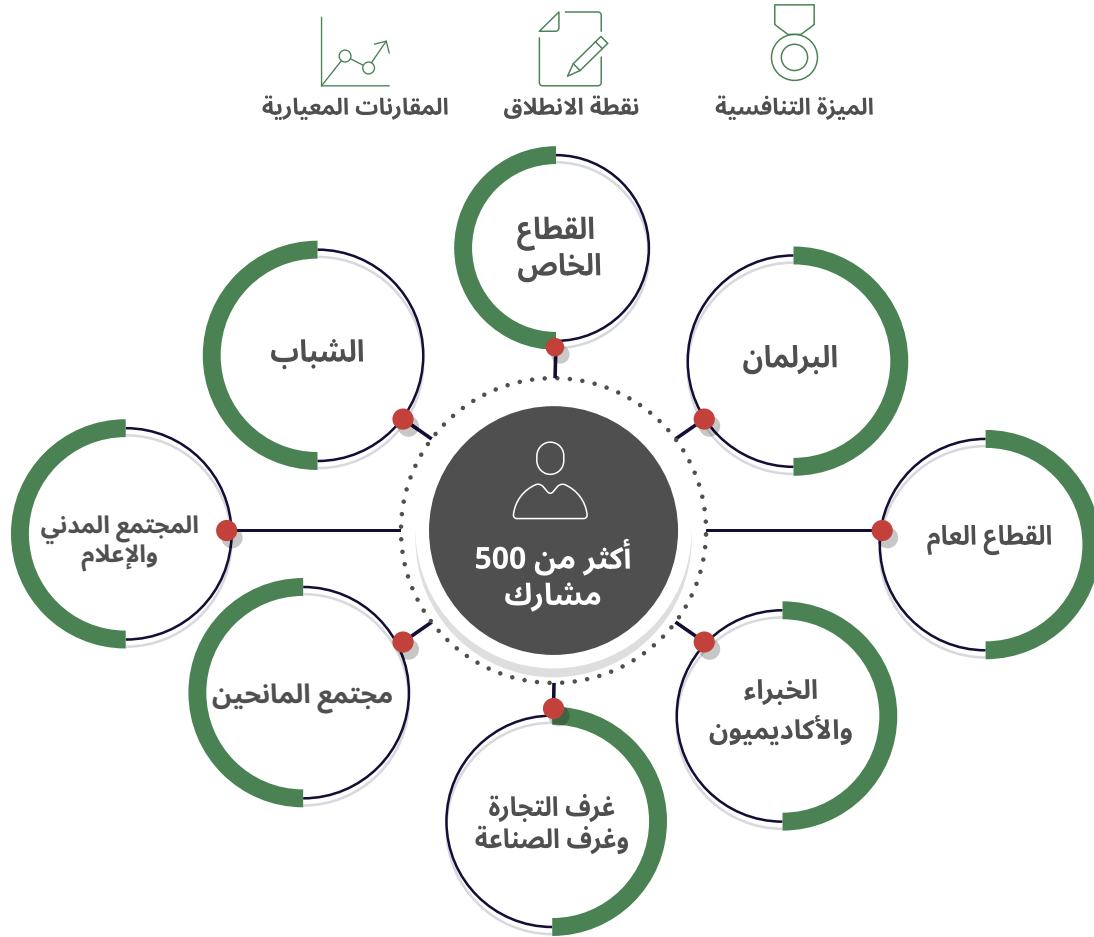 الميزة التنافسية
نقطة الانطلاق
المقارنات المعيارية
القطاع
الخاص
البرلمان
الشباب
القطاع العام
المجتمع المدني
والإعلام
أكثر من 500
مشارك
الخبراء
والأكاديميون
مجتمع المانحين
غرف التجارة
وغرف الصناعة